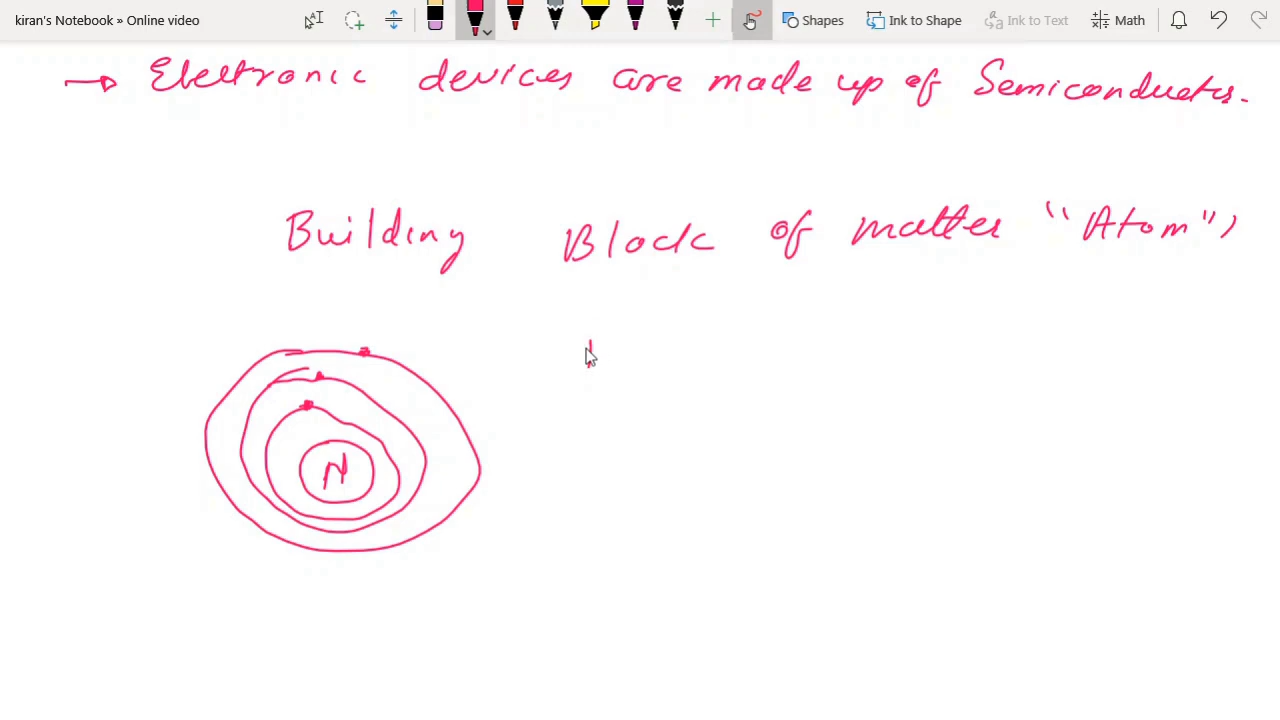 kiran's Notebook » Online video
Shapes
Ink to Shape
Ink to Text
Math
→ Electronic devices are made up of Semiconductors.
Building Block of matter "Atom")
N